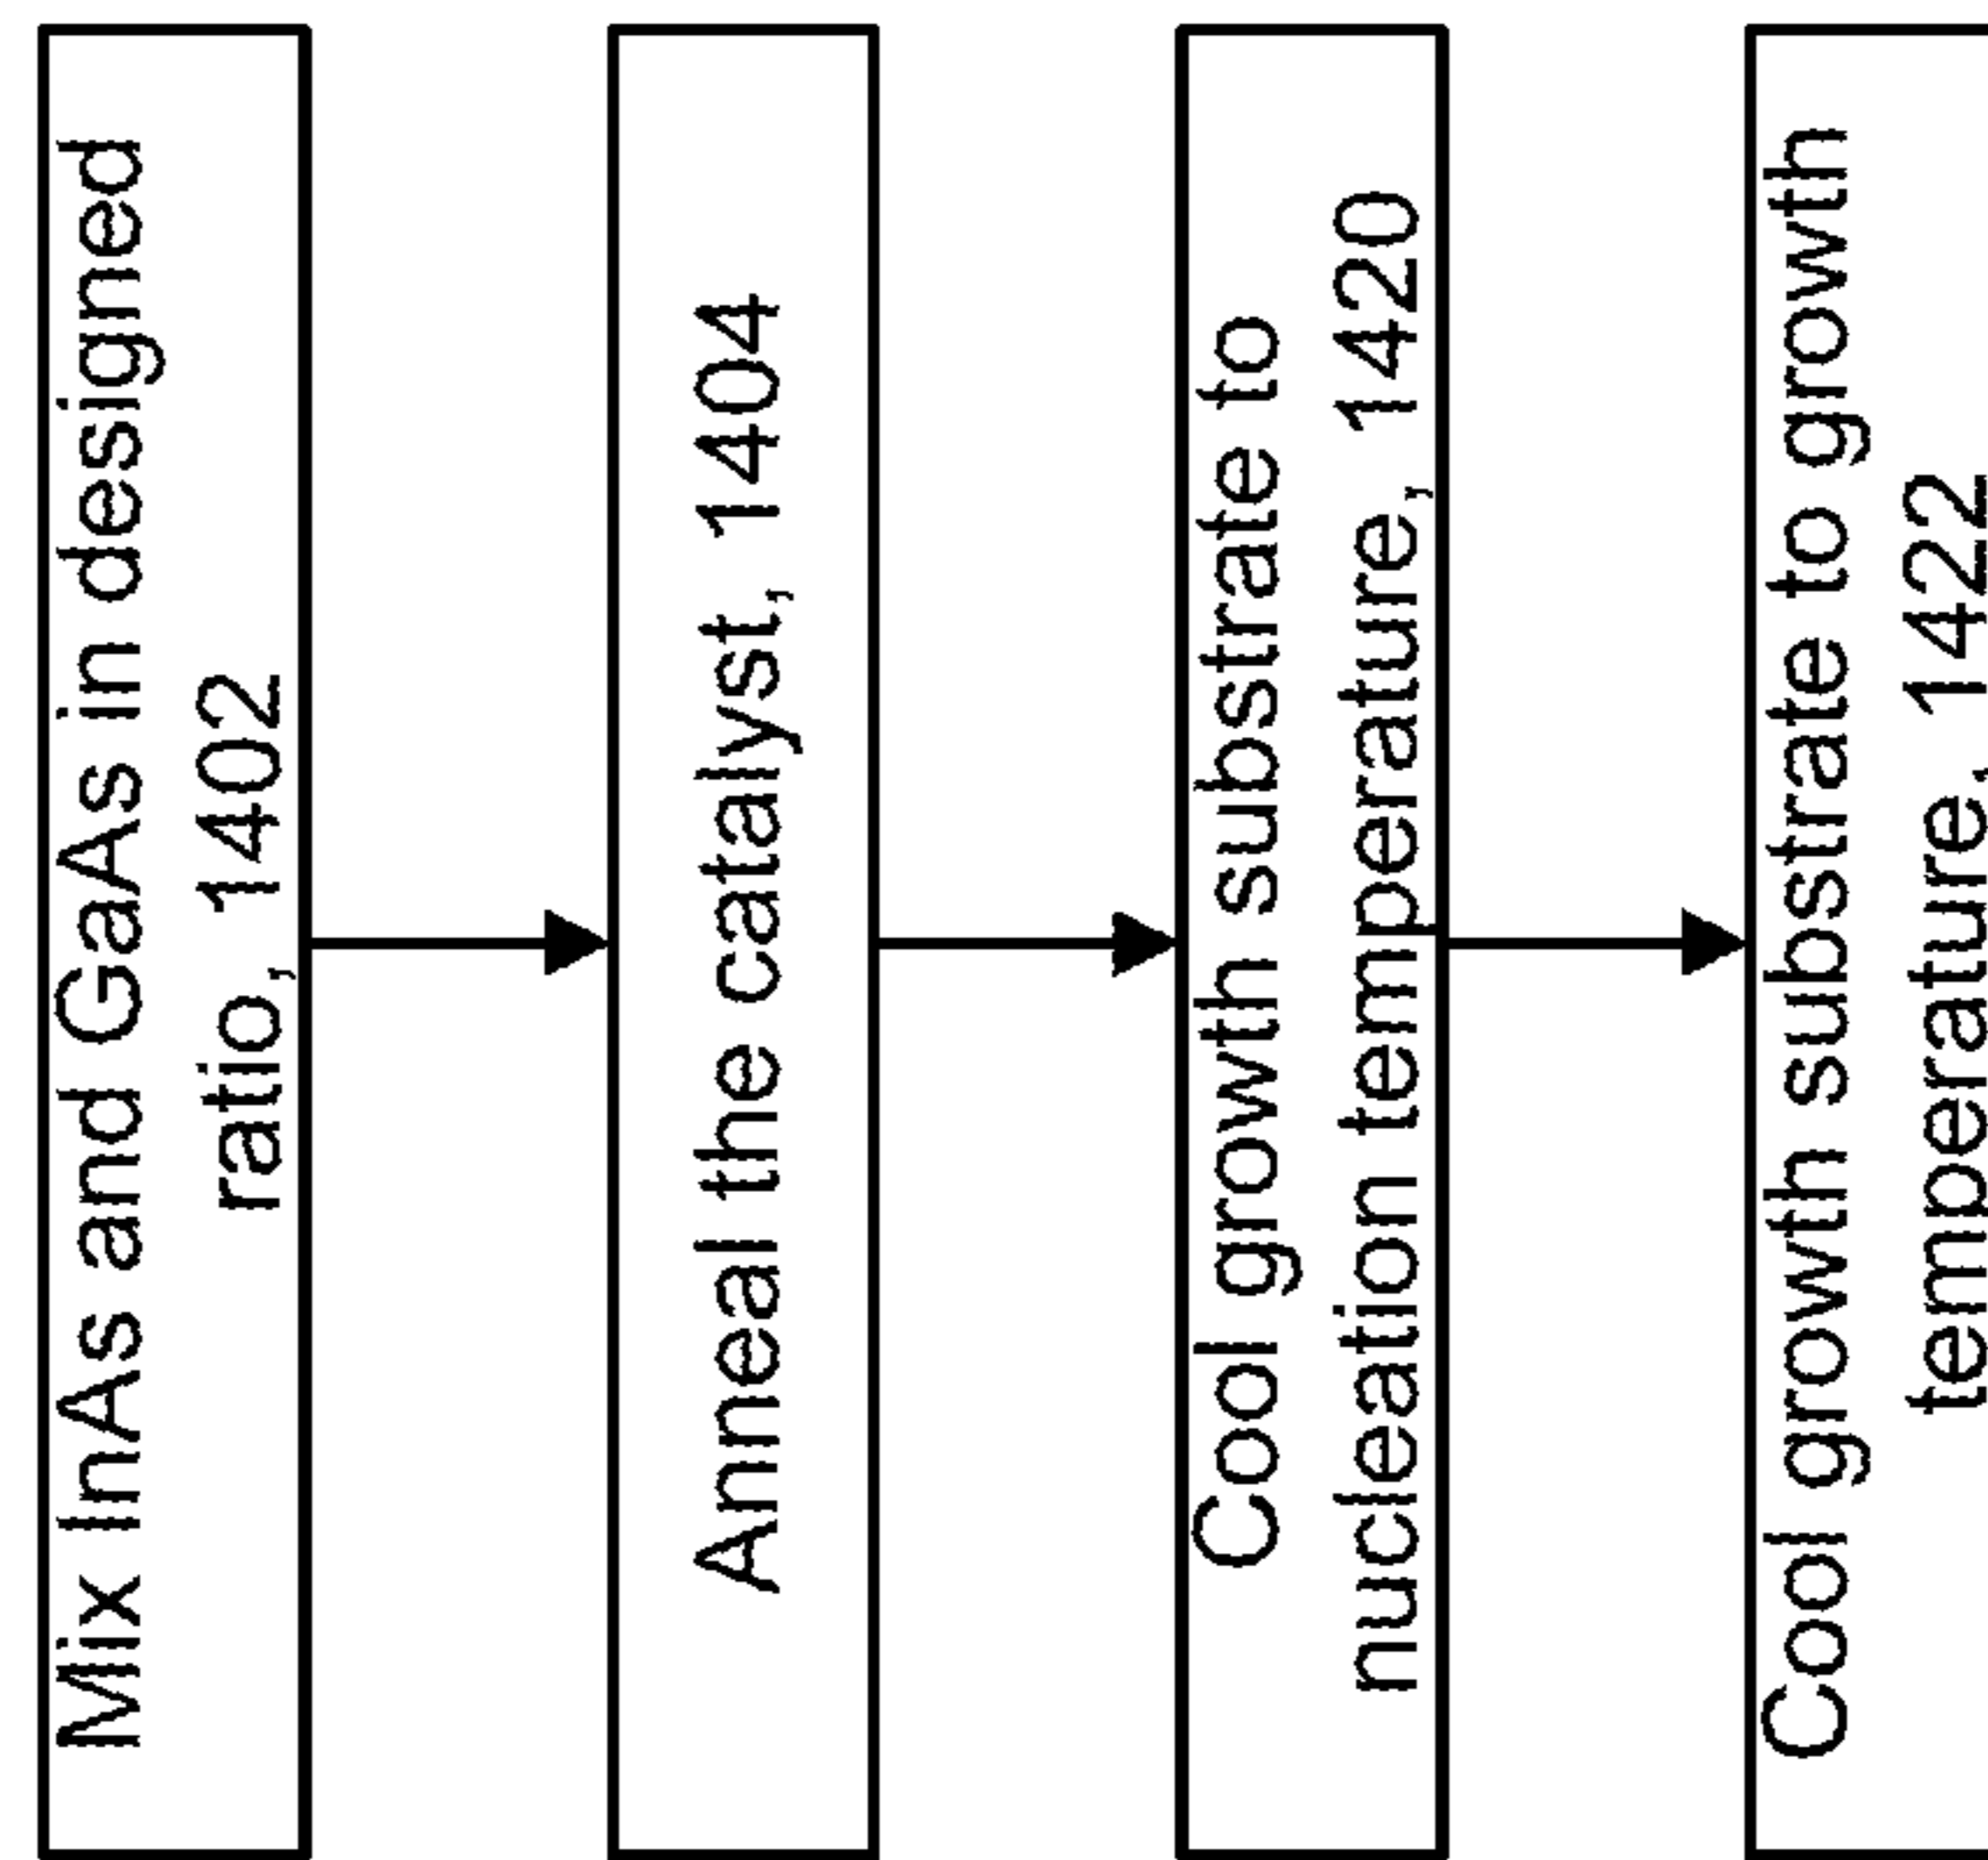 Mix InAs and GaAs in designed
ratio, 1402
Anneal the catalyst, 1404
Cool growth substrate to
nucleation temperature, 1420
Cool growth substrate to growth
temperature, 1422